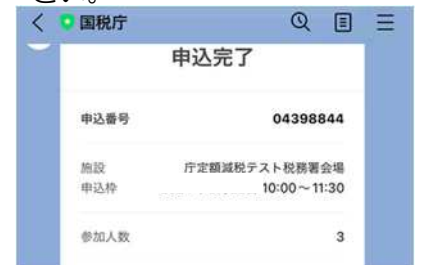 国税庁
申込完了
申込番号 04398844
施設 庁定額減税テスト税務署会場
申込枠 10:00～11:30
参加人数 3